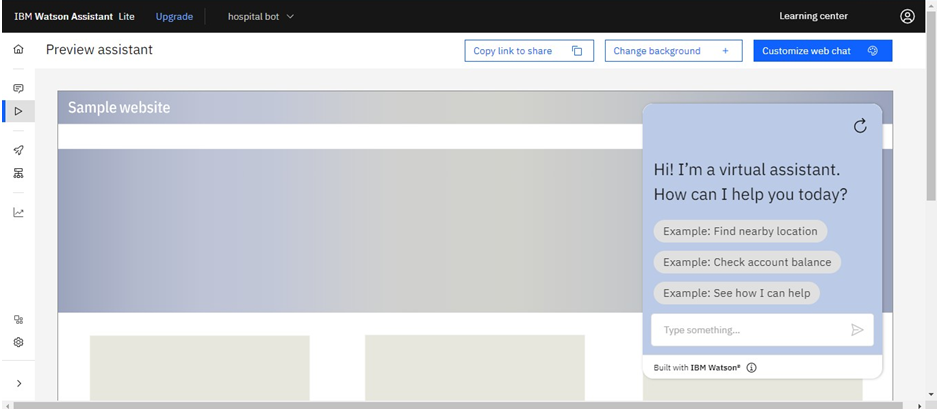 IBM Watson Assistant Lite Upgrade hospital bot Learning center
Preview assistant Copy link to share Change background + Customize web chat
Sample website
Hi! I'm a virtual assistant.
How can I help you today?
Example: Find nearby location
Example: Check account balance
Example: See how I can help
Type something...
Built with IBM Watson®